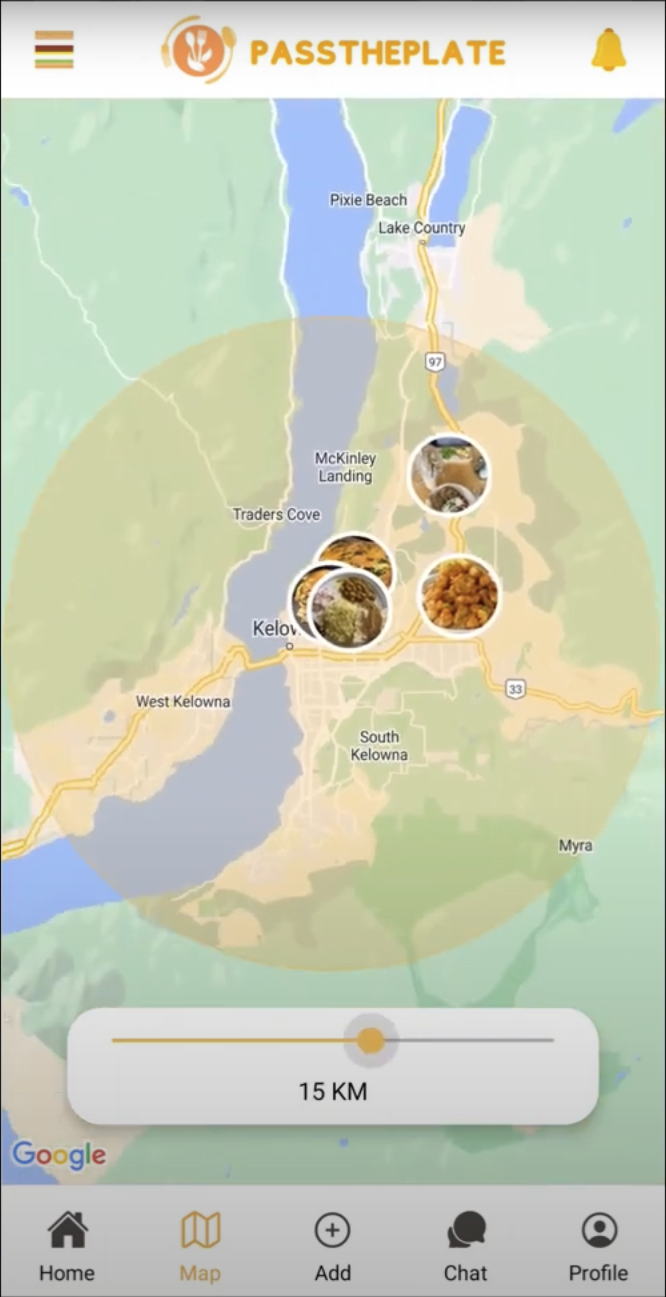 PASSTHEPLATE
Pixie Beach
Lake Country
97
McKinley
Landing
Traders Cove
Kelow
West Kelowna
33
South
Kelowna
Myra
15 KM
Google
Home
Map
Add
Chat
Profile